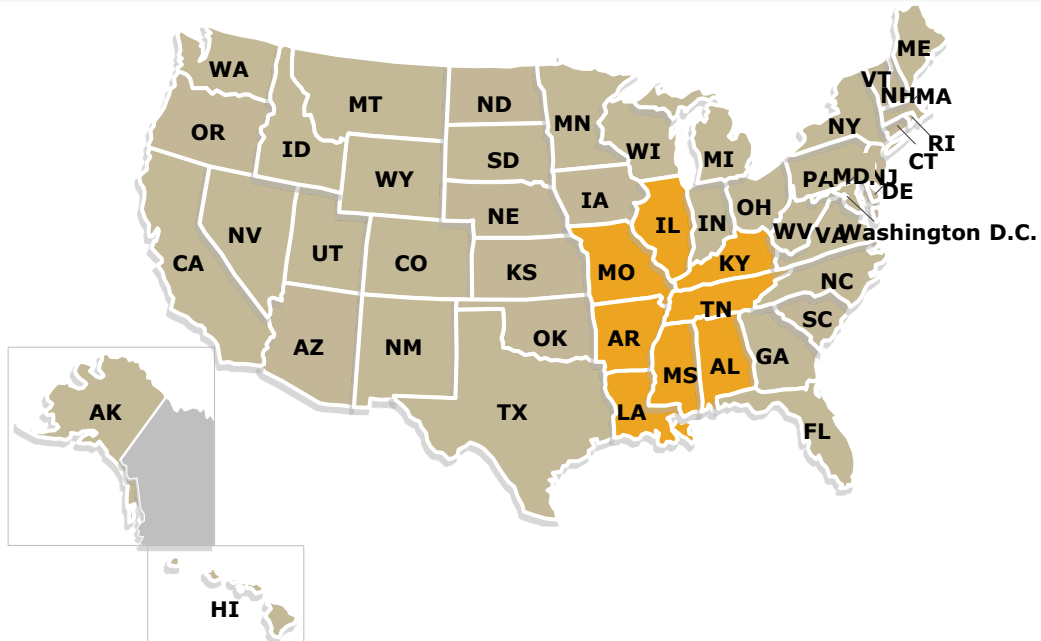 ME
WA
VT
NH
MA
MT
ND
MN
NY
OR
RI
ID
WI
MI
CT
SD
WY
PA
MD
NJ
DE
IA
OH
NE
IL
IN
WV
VA
Washington D.C.
NV
UT
CO
CA
KS
MO
KY
NC
TN
SC
AZ
NM
OK
AR
GA
MS
AL
AK
TX
LA
FL
HI